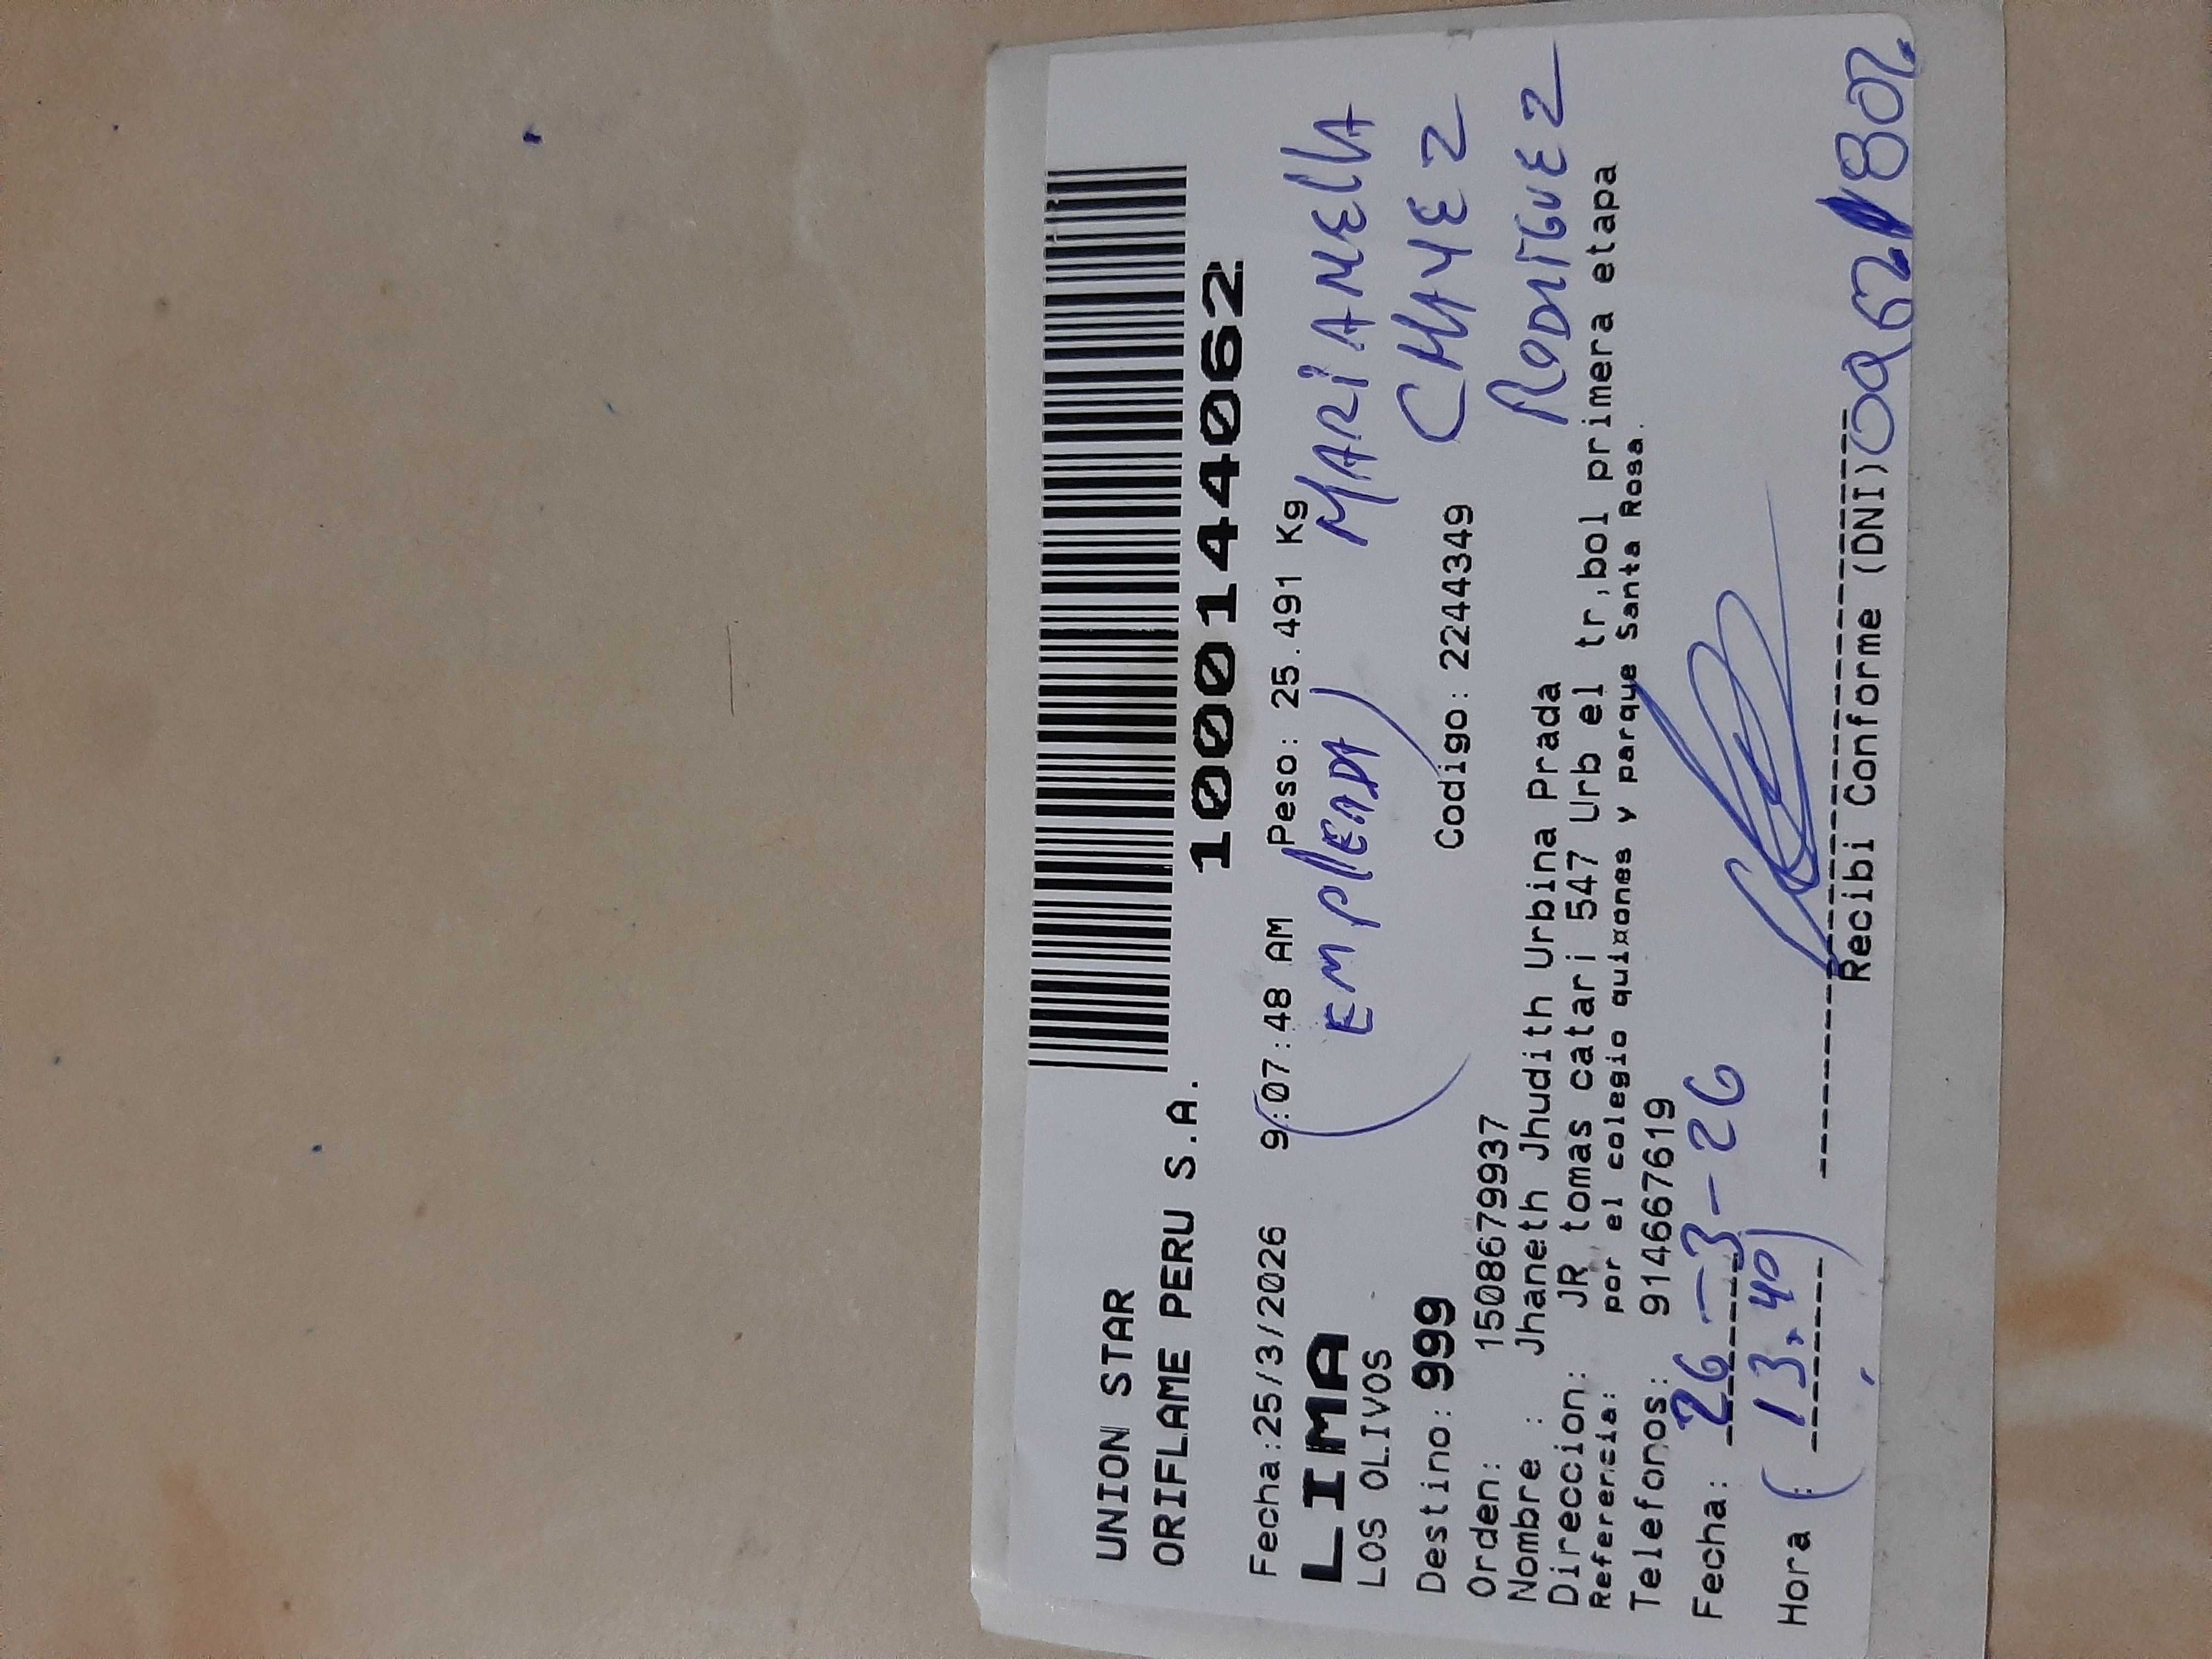 UNION STAR
ORIFLAME PERU S.A.
10001444062
Fecha:25/3/2026 9:07:48 AM Peso: 25.491 Kg
LIMA
(EMPLEADA) MARIANELLA
LOS OLIVOS
CHAVEZ
Destino: 999 Codigo: 2244349
RODRIGUEZ
Orden: 1508679937
Nombre : Jhaneth Jhudith Urbina Prada
Direccion: JR tomas catari 547 Urb el tr,bol primera etapa
Referencia: por el colegio qui¤ones y parque Santa Rosa.
Telefonos: 914667619
Fecha: 26-3-26
Hora : (13:40)
Recibi Conforme (DNI)